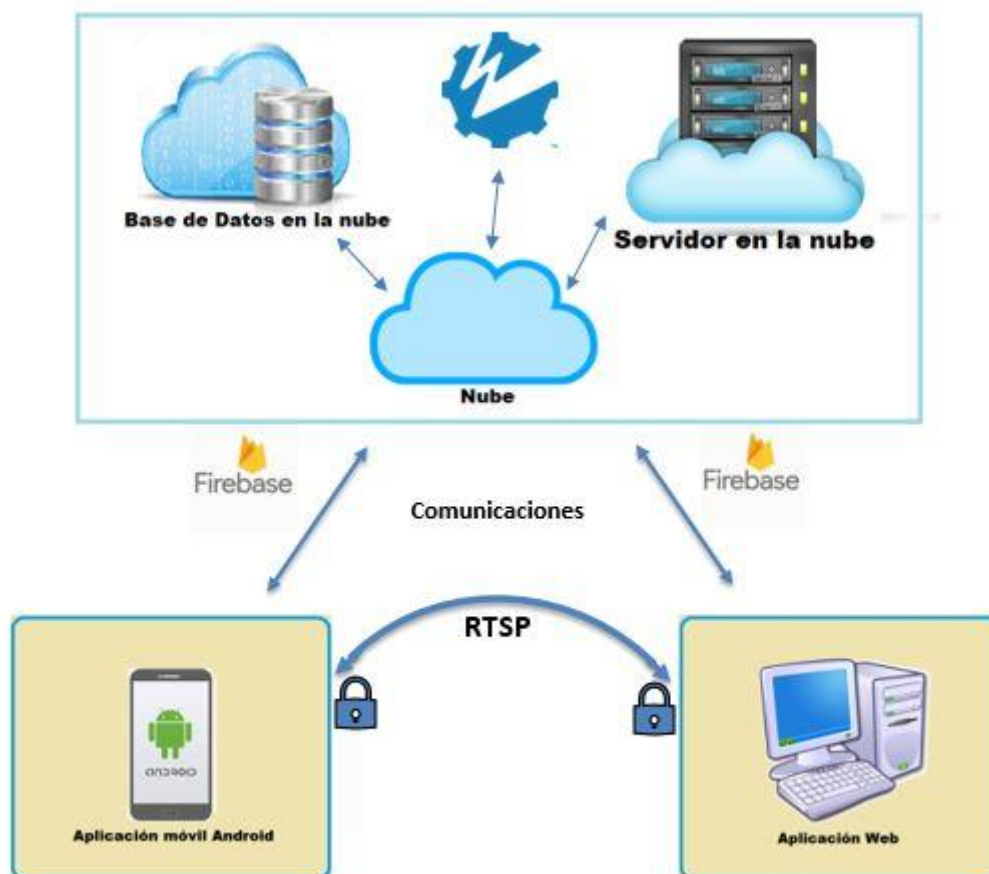 Base de Datos en la nube
Servidor en la nube
Nube
Firebase
Firebase
Comunicaciones
RTSP
ANDROID
Aplicación móvil Android
Aplicación Web